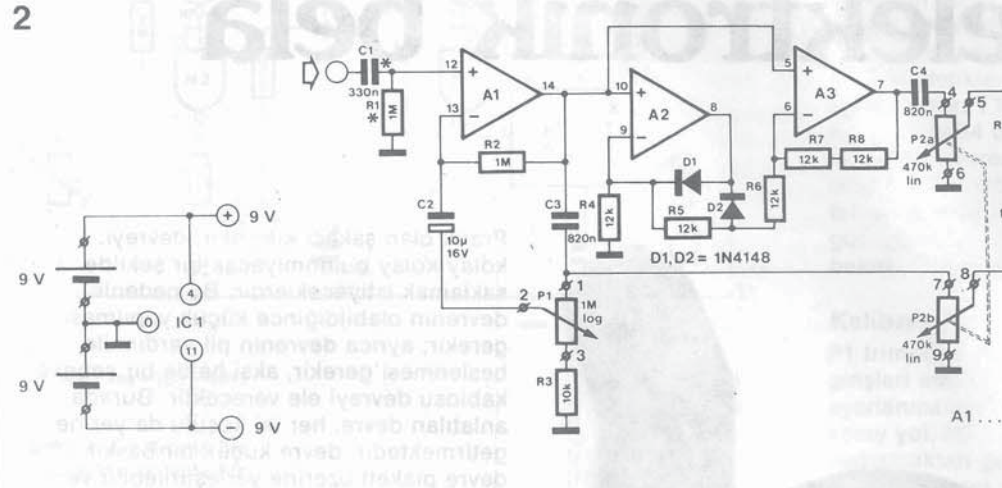 2
C1
*
330n
R1
*
1M
12
+
13
−
A1
14
R2
1M
C2
10µ
16V
C3
820n
10
+
9
−
A2
8
R4
12k
D1
D2
R5
12k
R6
12k
D1,D2 = 1N4148
5
+
6
−
A3
7
R7
12k
R8
12k
C4
820n
4
5
P2a
470k
lin
6
R
2
P1
1
1M
log
3
R3
10k
7
8
P2b
470k
lin
9
A1 . . .
+ 9 V
9 V
4
0
IC1
11
9 V
− 9 V